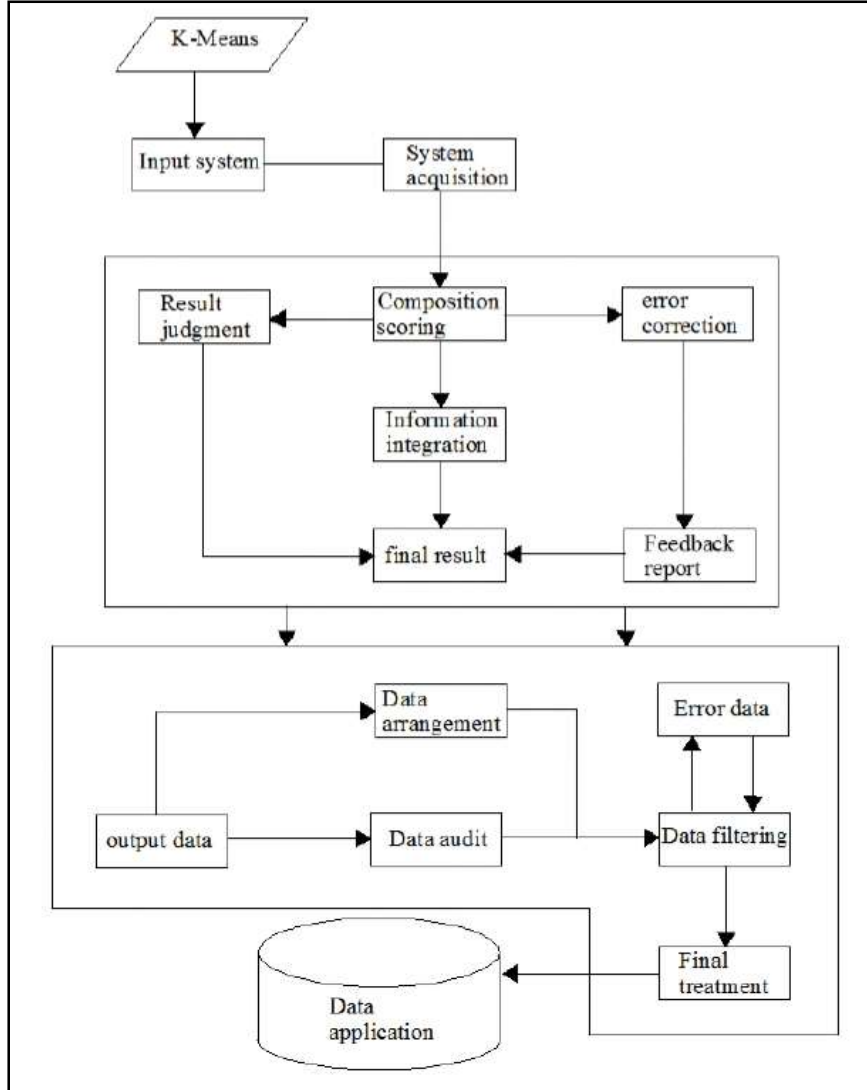 K-Means
Input system
System
acquisition
Result
judgment
Composition
scoring
error
correction
Information
integration
final result
Feedback
report
Data
arrangement
Error data
output data
Data audit
Data filtering
Final
treatment
Data
application